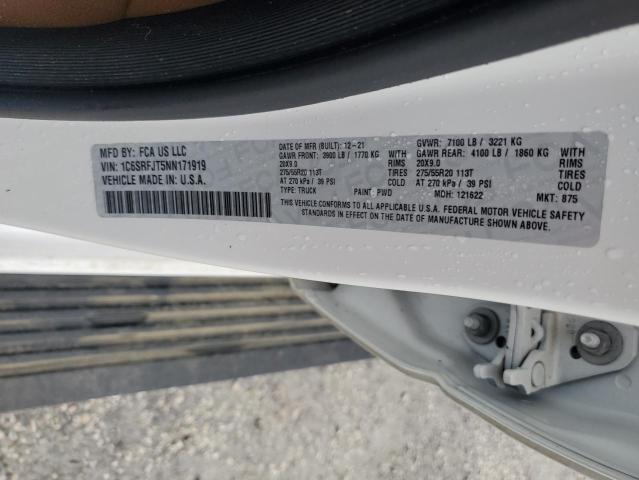 MFD BY: FCA US LLC
VIN: 1C6SRFJT5NN171919
VEHICLE MADE IN: U.S.A.
DATE OF MFR (BUILT): 12-21 GVWR: 7100 LB / 3221 KG
GAWR FRONT: 3900 LB / 1770 KG GAWR REAR: 4100 LB / 1860 KG
20X9.0 RIMS 20X9.0 RIMS
275/55R20 113T TIRES 275/55R20 113T TIRES
AT 270 kPa / 39 PSI COLD AT 270 kPa / 39 PSI COLD
TYPE: TRUCK PAINT: PWD MDH: 121622 MKT: 875
THIS VEHICLE CONFORMS TO ALL APPLICABLE U.S.A. FEDERAL MOTOR VEHICLE SAFETY
STANDARDS IN EFFECT ON THE DATE OF MANUFACTURE SHOWN ABOVE.